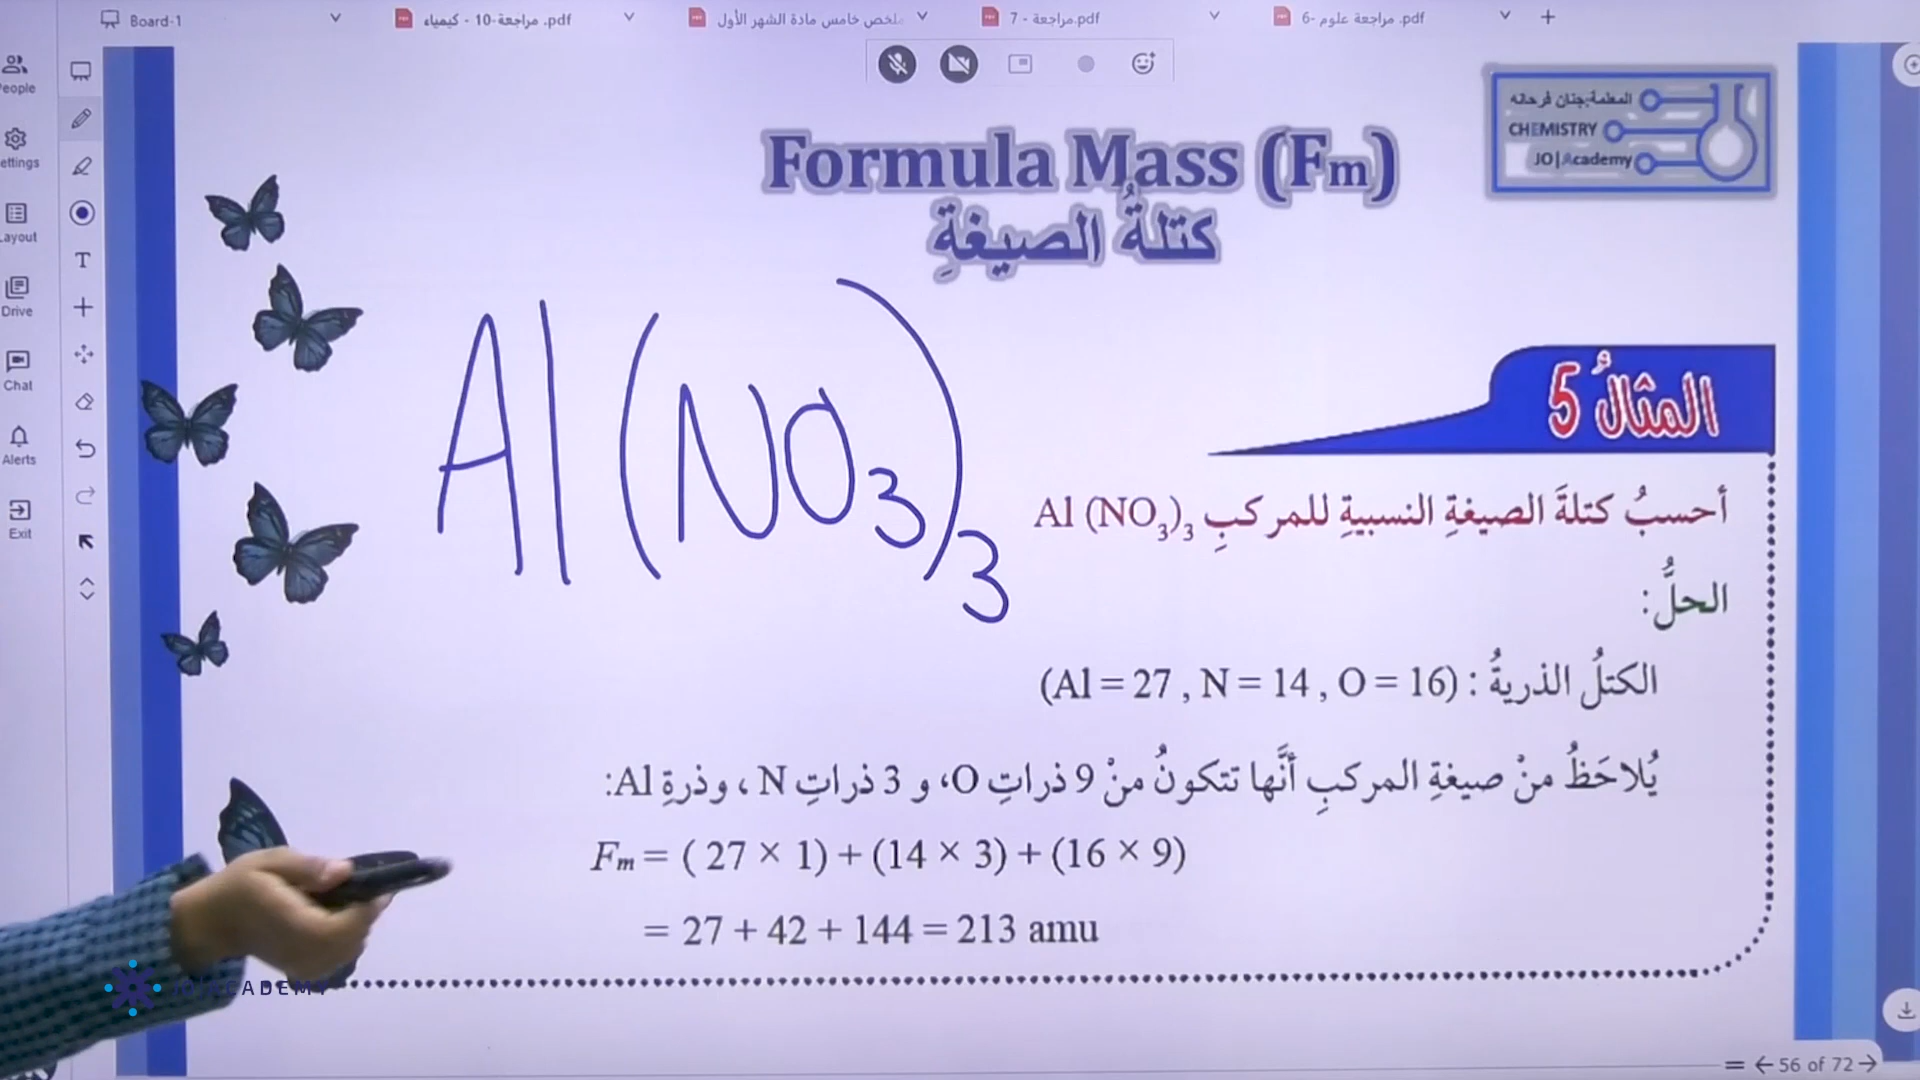 Board-1
مراجعة-10 - كيمياء .pdf
ملخص خامس مادة الشهر الأول
7 - مراجعة.pdf
6- مراجعة علوم .pdf
People
Settings
Layout
Drive
Chat
Alerts
Exit
T
المعلمة:جنان فرحانه
CHEMISTRY
JO|Academy
Formula Mass (Fm)
كتلةُ الصيغةِ
Al(NO3)3
المثالُ 5
أحسبُ كتلةَ الصيغةِ النسبيةِ للمركبِ Al (NO3)3
الحلُّ:
الكتلُ الذريةُ : (Al = 27 , N = 14 , O = 16)
يُلاحَظُ منْ صيغةِ المركبِ أنَّها تتكونُ منْ 9 ذراتِ O، و 3 ذراتِ N ، وذرةِ Al:
Fm = ( 27 × 1) + (14 × 3) + (16 × 9)
= 27 + 42 + 144 = 213 amu
JO|ACADEMY
56 of 72